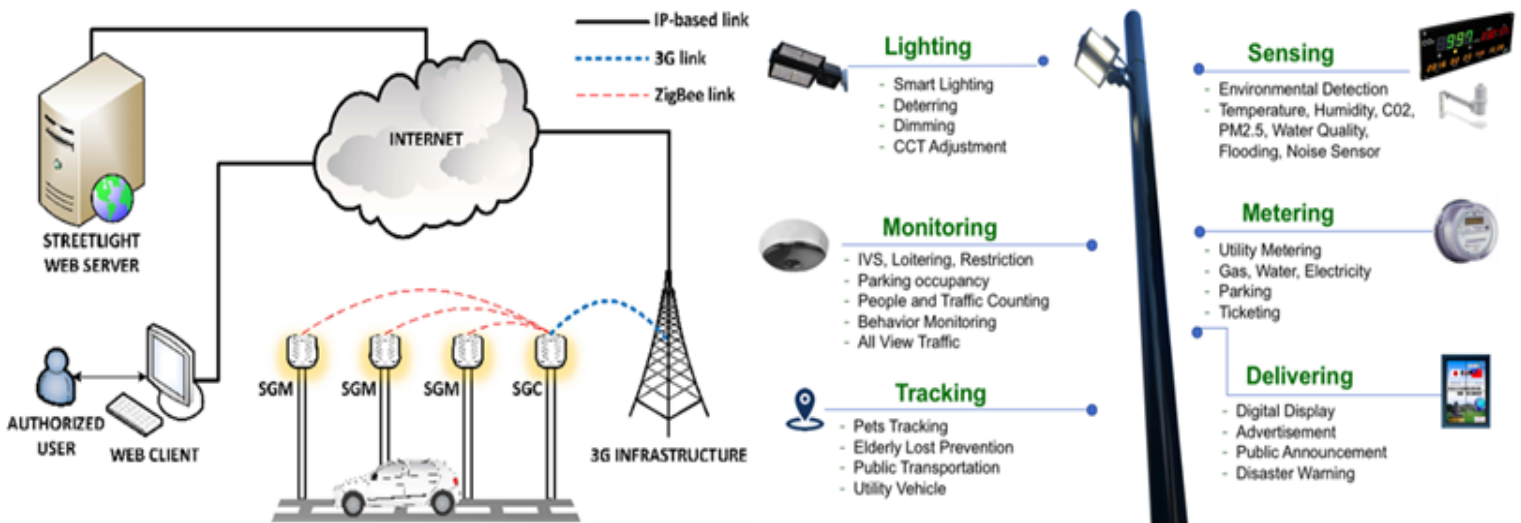 IP-based link
3G link
ZigBee link
INTERNET
STREETLIGHT
WEB SERVER
SGM
SGM
SGM
SGC
AUTHORIZED
USER
WEB CLIENT
3G INFRASTRUCTURE
Lighting
- Smart Lighting
- Deterring
- Dimming
- CCT Adjustment
Monitoring
- IVS, Loitering, Restriction
- Parking occupancy
- People and Traffic Counting
- Behavior Monitoring
- All View Traffic
Tracking
- Pets Tracking
- Elderly Lost Prevention
- Public Transportation
- Utility Vehicle
Sensing
- Environmental Detection
- Temperature, Humidity, C02,
PM2.5, Water Quality,
Flooding, Noise Sensor
Metering
- Utility Metering
- Gas, Water, Electricity
- Parking
- Ticketing
Delivering
- Digital Display
- Advertisement
- Public Announcement
- Disaster Warning